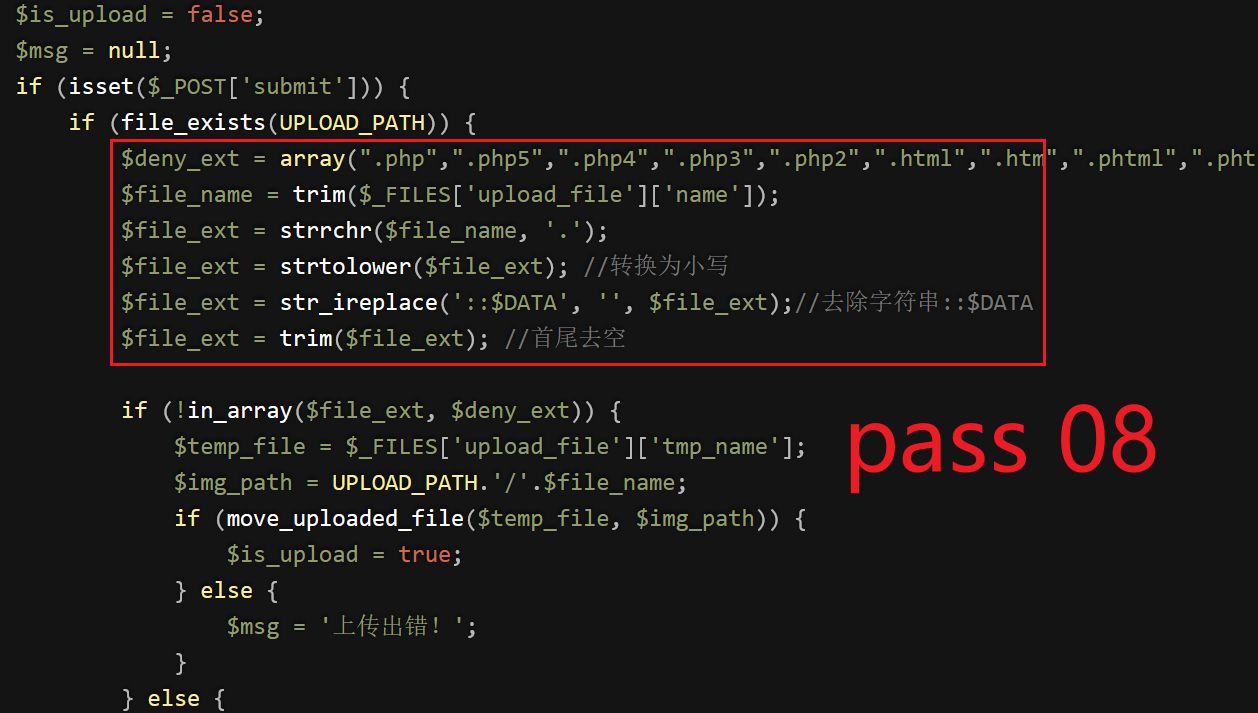 $is_upload = false;
$msg = null;
if (isset($_POST['submit'])) {
    if (file_exists(UPLOAD_PATH)) {
        $deny_ext = array(".php",".php5",".php4",".php3",".php2",".html",".htm",".phtml",".pht
        $file_name = trim($_FILES['upload_file']['name']);
        $file_ext = strrchr($file_name, '.');
        $file_ext = strtolower($file_ext); //转换为小写
        $file_ext = str_ireplace('::$DATA', '', $file_ext);//去除字符串::$DATA
        $file_ext = trim($file_ext); //首尾去空
        if (!in_array($file_ext, $deny_ext)) {
            $temp_file = $_FILES['upload_file']['tmp_name'];
            $img_path = UPLOAD_PATH.'/'.$file_name;
            if (move_uploaded_file($temp_file, $img_path)) {
                $is_upload = true;
            } else {
                $msg = '上传出错！';
            }
        } else {
pass 08